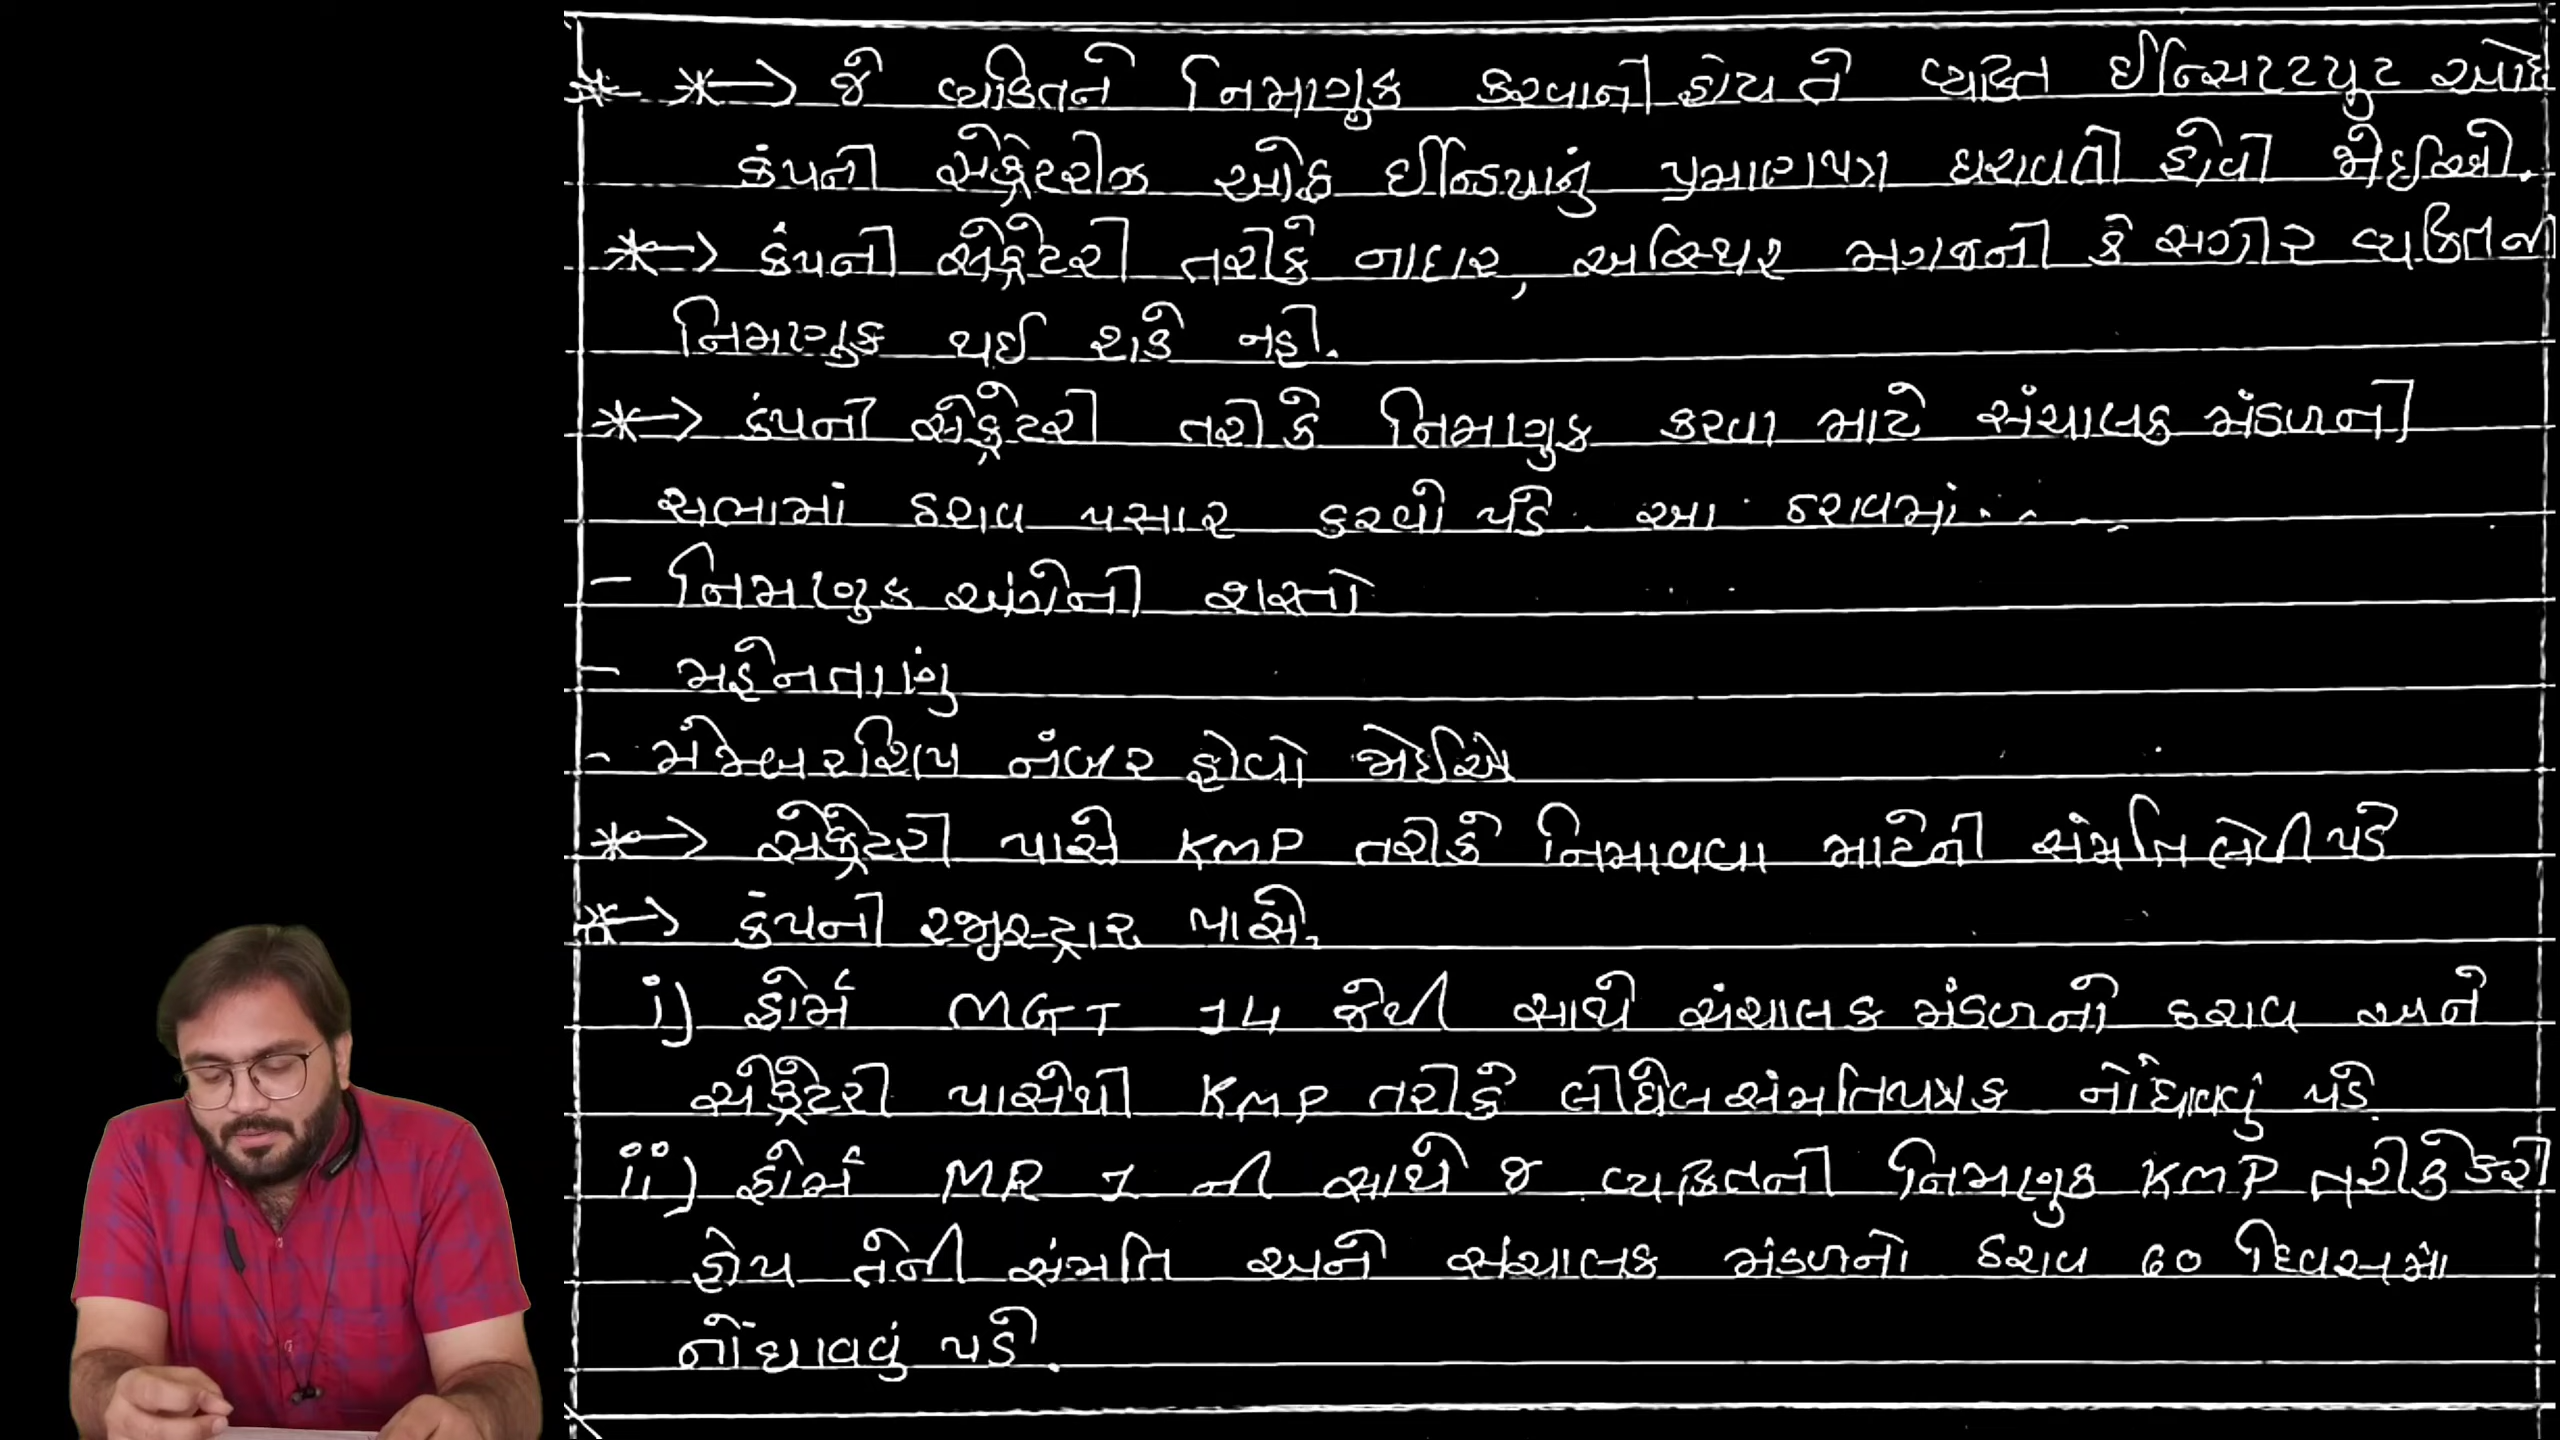 *→ જે વ્યકિતને નિમાણૂક કરવાની હોય તે વ્યકિત ઈન્સિટટયુટ ઓફ
કંપની સેક્રેટરીઝ ઓફ ઈન્ડિયાનું પ્રમાણપત્ર ધરાવતી હોવી જોઈએ.
*→ કંપની સેક્રેટરી તરીકે નાદાર, અસ્થિર મગજની કે સગીર વ્યકિતની
નિમણૂક થઈ શકે નહી.
*→ કંપની સેક્રેટરી તરીકે નિમાણૂક કરવા માટે સંચાલક મંડળની
સભામાં ઠરાવ પસાર કરવો પડે. આ ઠરાવમાં....
- નિમણૂક અંગેની શરતો
- મહેનતાણું
- મેમ્બરશિપ નંબર હોવો જોઈએ
*→ સેક્રેટરી પાસે KMP તરીકે નિમાવવા માટેની સંમતિ લેવી પડે
*→ કંપની રજીસ્ટ્રાર પાસે.
i) ફોર્મ MGT 14 જેવી સાથે સંચાલક મંડળનો ઠરાવ અને
સેક્રેટરી પાસેથી KMP તરીકે લીધેલ સંમતિપત્રક નોંધાવવું પડે.
ii) ફોર્મ MR 1 ની સાથે જ વ્યકિતની નિમણૂક KMP તરીકે કરી
હોય તેની સંમતિ અને સંચાલક મંડળનો ઠરાવ 60 દિવસમાં
નોંધાવવું પડે.